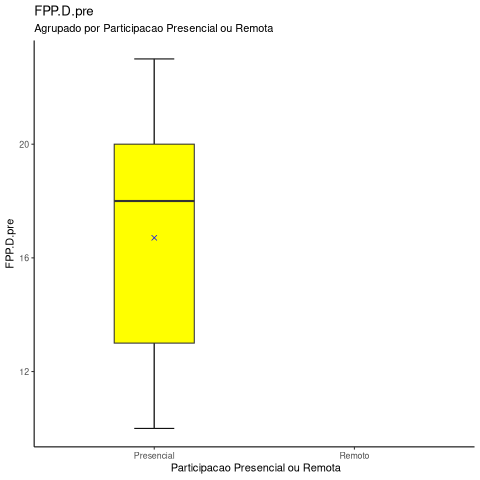 FPP.D.pre
Agrupado por Participacao Presencial ou Remota
20
16
12
FPP.D.pre
Presencial
Remoto
Participacao Presencial ou Remota